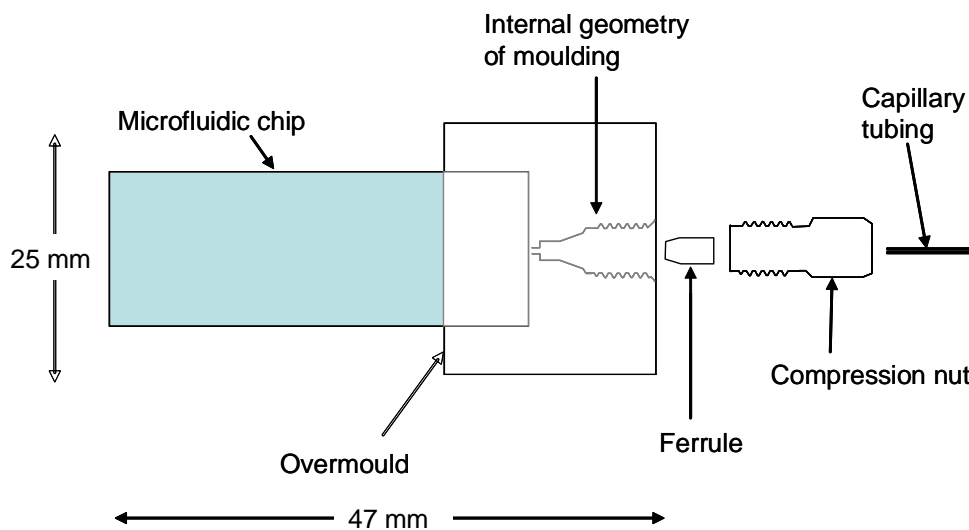 Internal geometry
of moulding
Capillary
tubing
Microfluidic chip
25 mm
Compression nut
Ferrule
Overmould
47 mm